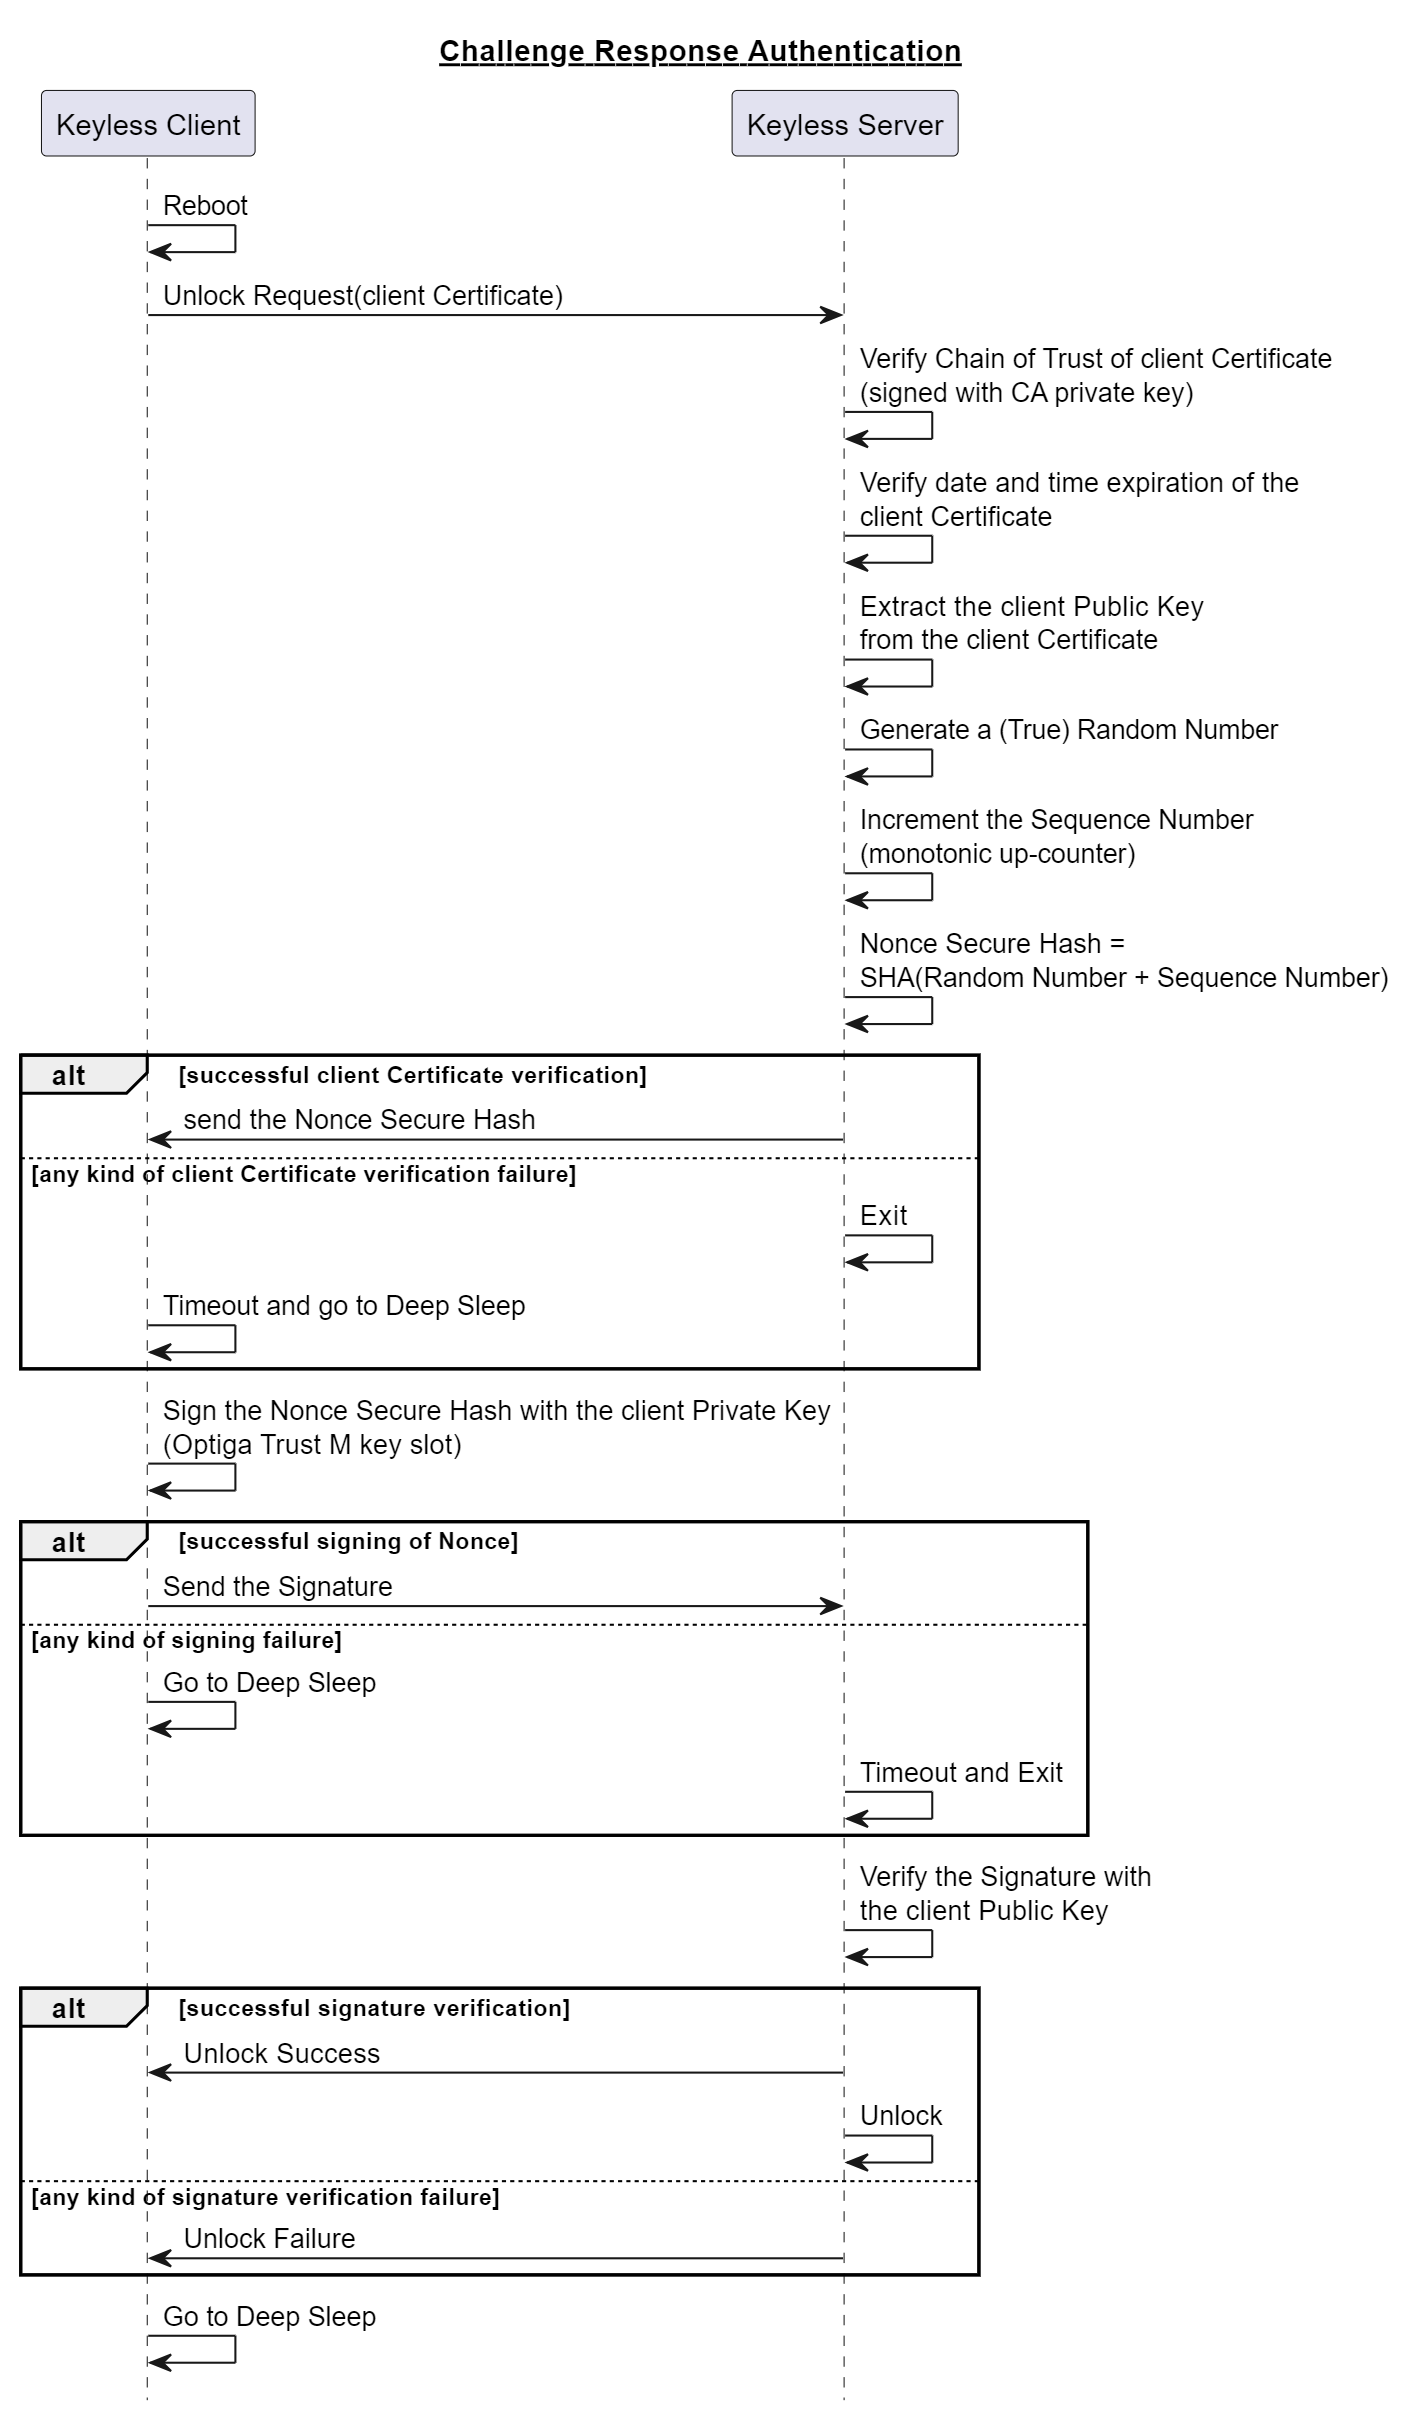 Challenge Response Authentication
Keyless Client
Keyless Server
Reboot
Unlock Request(client Certificate)
Verify Chain of Trust of client Certificate
(signed with CA private key)
Verify date and time expiration of the
client Certificate
Extract the client Public Key
from the client Certificate
Generate a (True) Random Number
Increment the Sequence Number
(monotonic up-counter)
Nonce Secure Hash =
SHA(Random Number + Sequence Number)
alt
[successful client Certificate verification]
send the Nonce Secure Hash
[any kind of client Certificate verification failure]
Exit
Timeout and go to Deep Sleep
Sign the Nonce Secure Hash with the client Private Key
(Optiga Trust M key slot)
alt
[successful signing of Nonce]
Send the Signature
[any kind of signing failure]
Go to Deep Sleep
Timeout and Exit
Verify the Signature with
the client Public Key
alt
[successful signature verification]
Unlock Success
Unlock
[any kind of signature verification failure]
Unlock Failure
Go to Deep Sleep